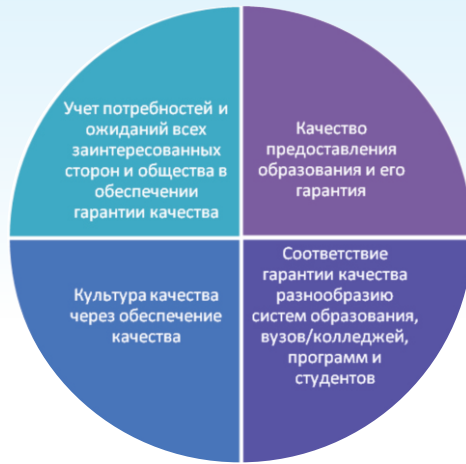 Учет потребностей и
ожиданий всех
заинтересованных
сторон и общества в
обеспечении
гарантии качества
Качество
предоставления
образования и его
гарантия
Культура качества
через обеспечение
качества
Соответствие
гарантии качества
разнообразию
систем образования,
вузов/колледжей,
программ и
студентов